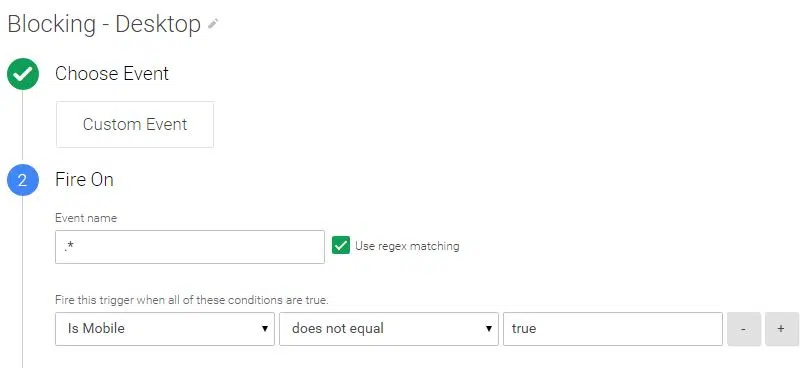 Blocking - Desktop
Choose Event
Custom Event
2 Fire On
Event name
.* Use regex matching
Fire this trigger when all of these conditions are true.
Is Mobile does not equal true - +